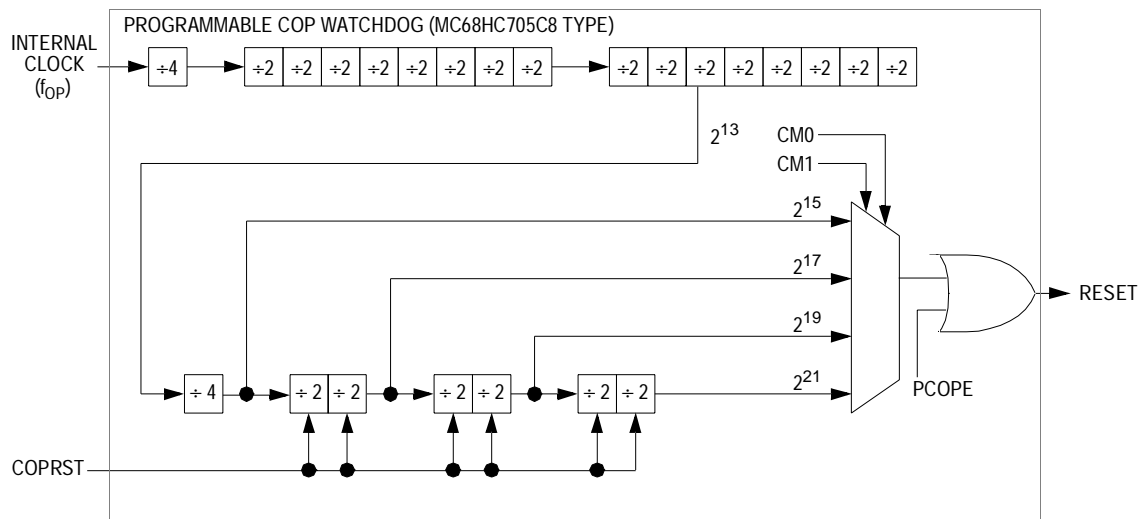 PROGRAMMABLE COP WATCHDOG (MC68HC705C8 TYPE)
INTERNAL
CLOCK
(fOP)
÷4
÷2 ÷2 ÷2 ÷2 ÷2 ÷2 ÷2 ÷2
÷2 ÷2 ÷2 ÷2 ÷2 ÷2 ÷2 ÷2
2^13
CM0
CM1
2^15
2^17
2^19
2^21
RESET
PCOPE
÷ 4
÷ 2 ÷ 2
÷ 2 ÷ 2
÷ 2 ÷ 2
COPRST